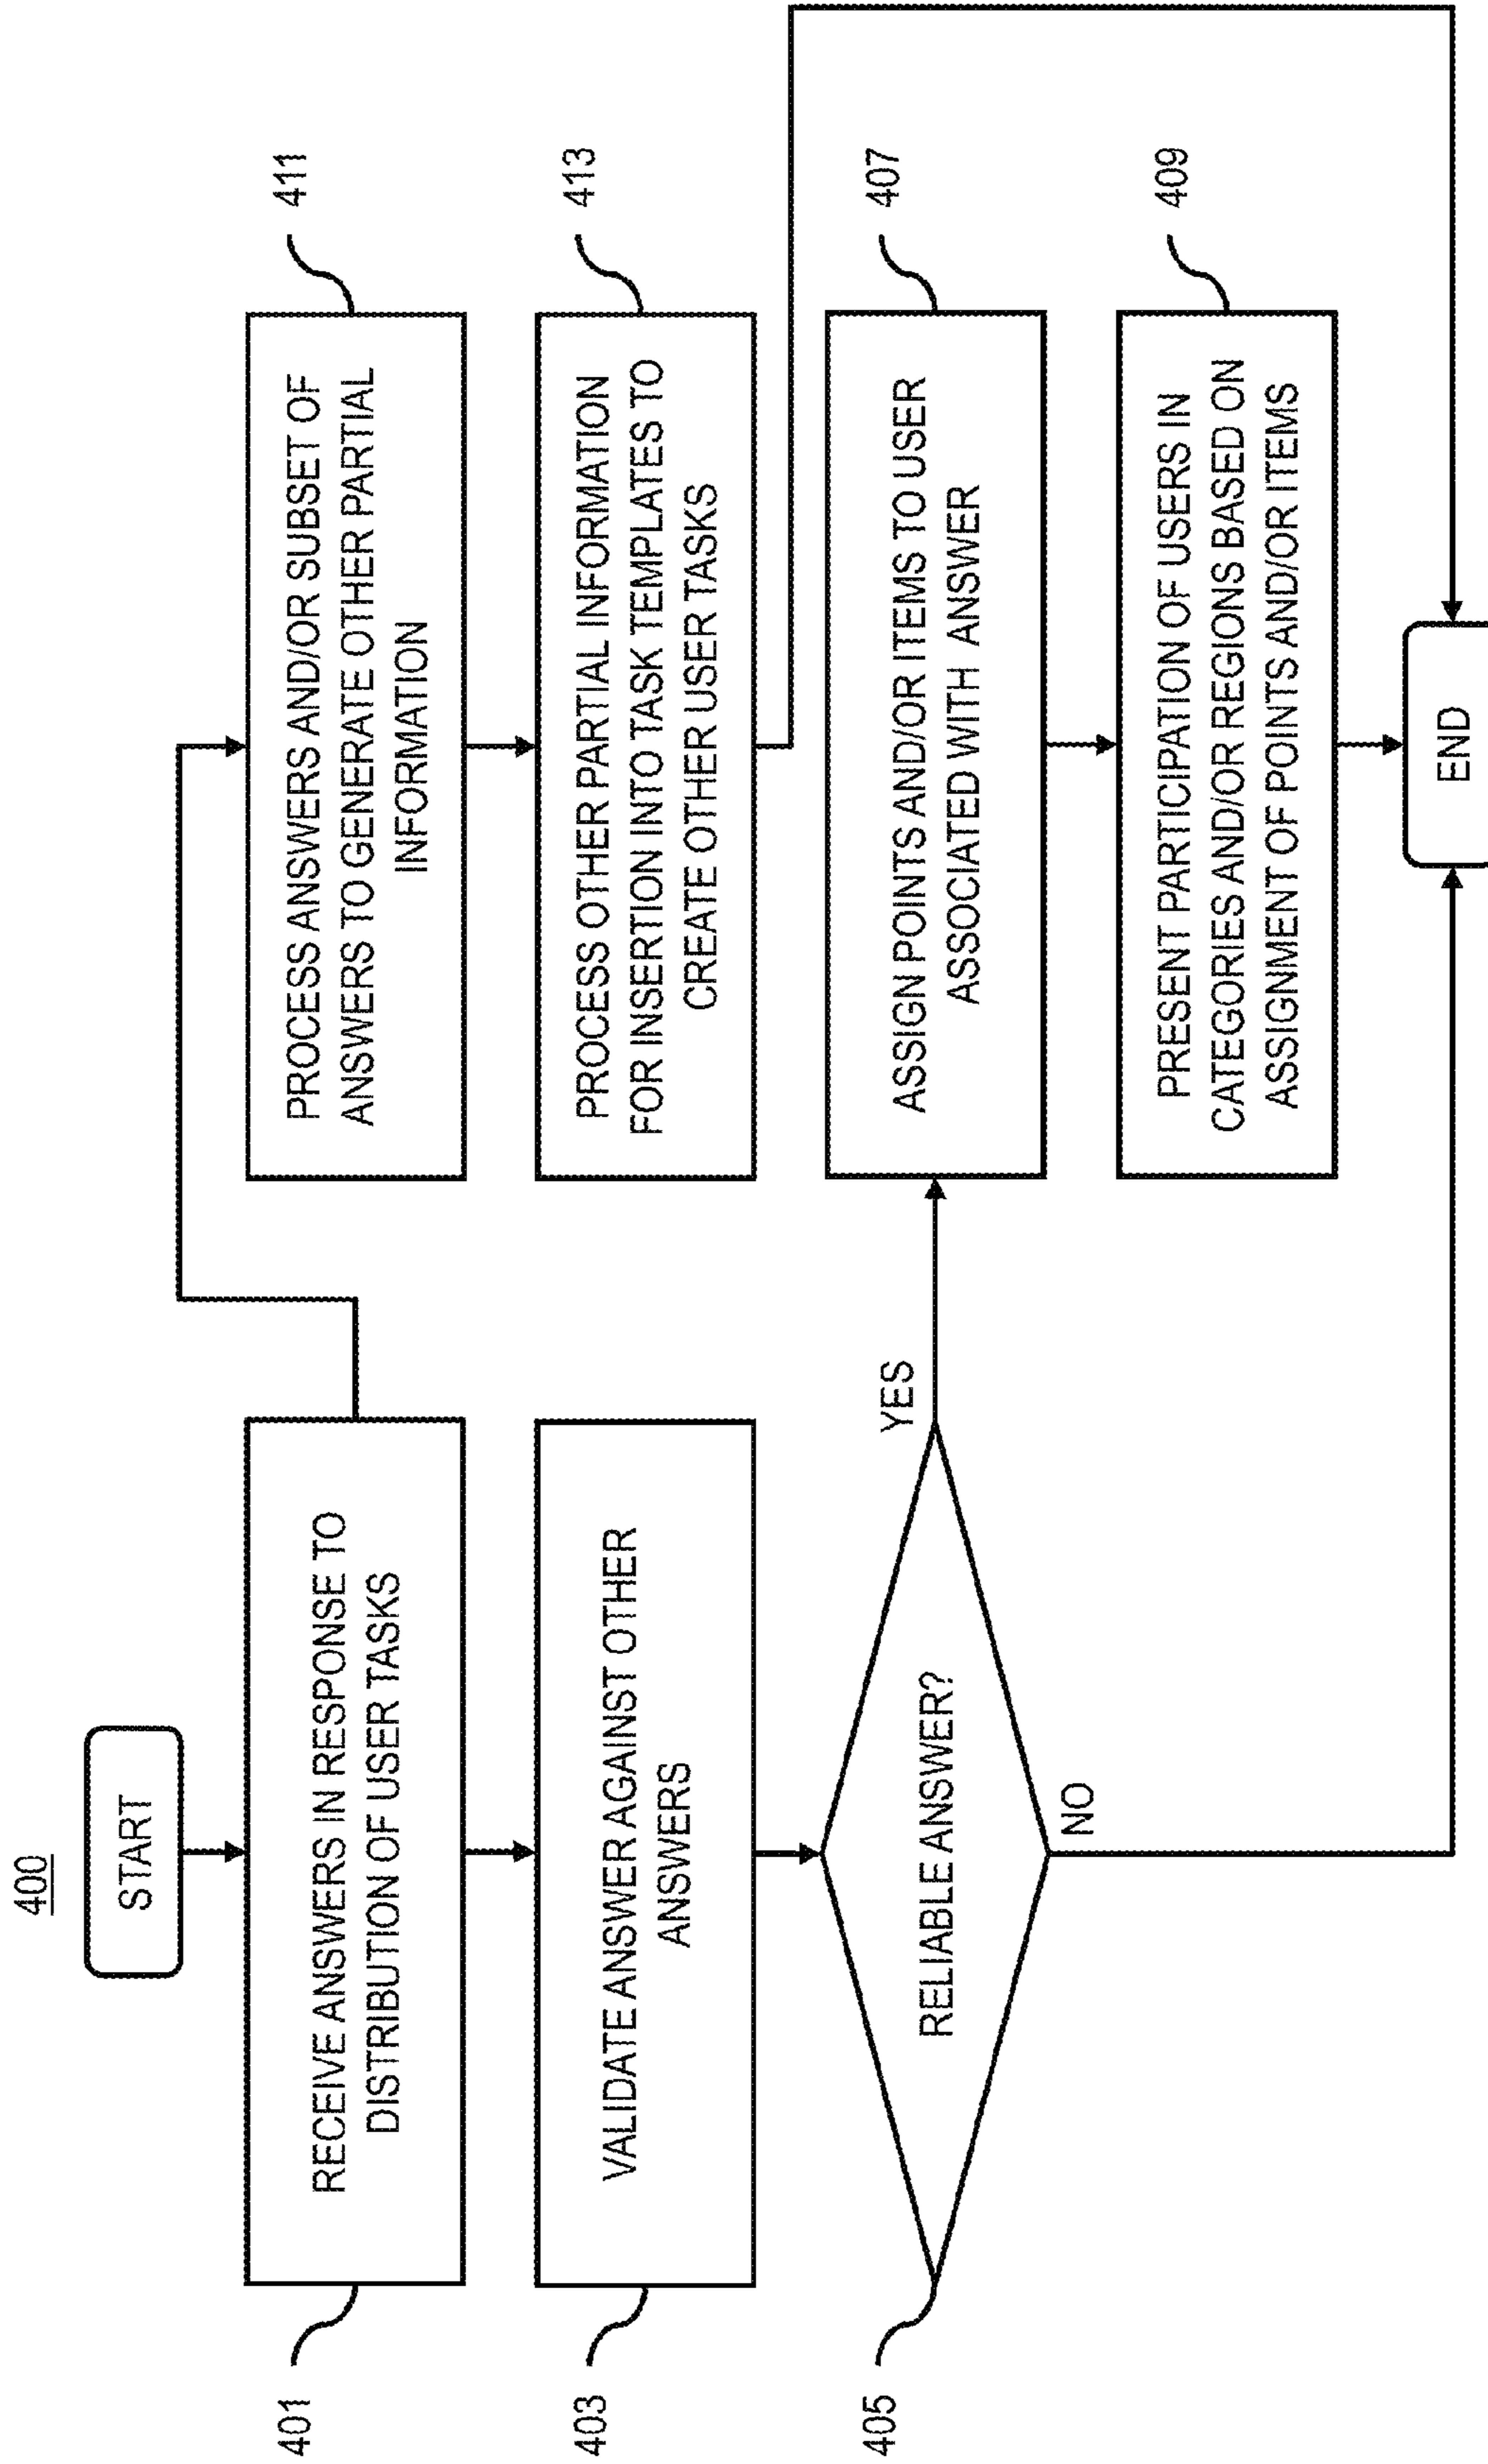 400
START
401
RECEIVE ANSWERS IN RESPONSE TO
DISTRIBUTION OF USER TASKS
403
VALIDATE ANSWER AGAINST OTHER
ANSWERS
405
RELIABLE ANSWER?
YES
NO
411
PROCESS ANSWERS AND/OR SUBSET OF
ANSWERS TO GENERATE OTHER PARTIAL
INFORMATION
413
PROCESS OTHER PARTIAL INFORMATION
FOR INSERTION INTO TASK TEMPLATES TO
CREATE OTHER USER TASKS
407
ASSIGN POINTS AND/OR ITEMS TO USER
ASSOCIATED WITH ANSWER
409
PRESENT PARTICIPATION OF USERS IN
CATEGORIES AND/OR REGIONS BASED ON
ASSIGNMENT OF POINTS AND/OR ITEMS
END